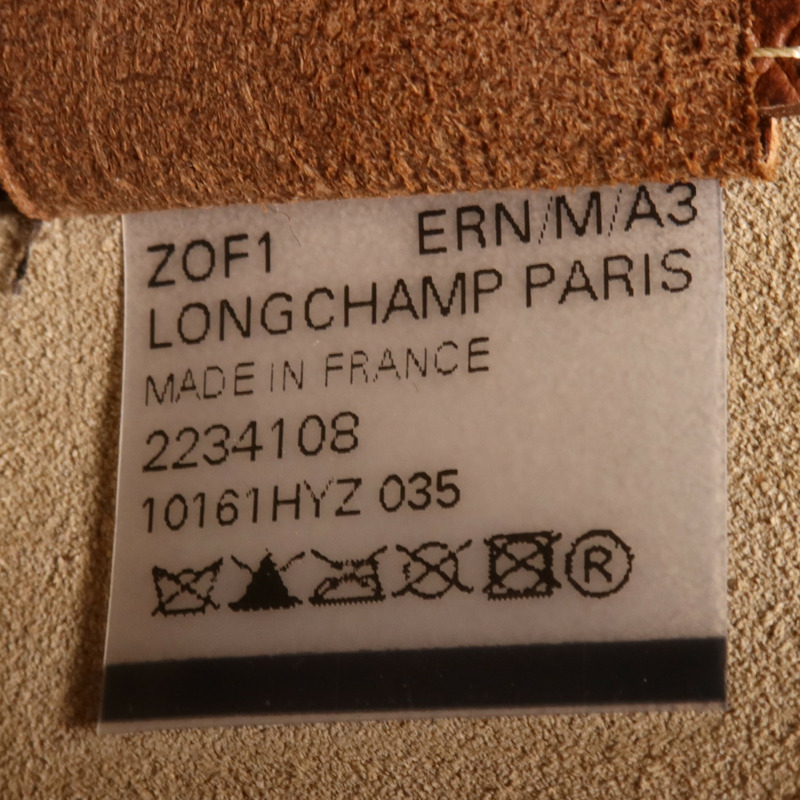 ZOF1 ERN/M/A3
LONGCHAMP PARIS
MADE IN FRANCE
2234108
10161HYZ 035
R